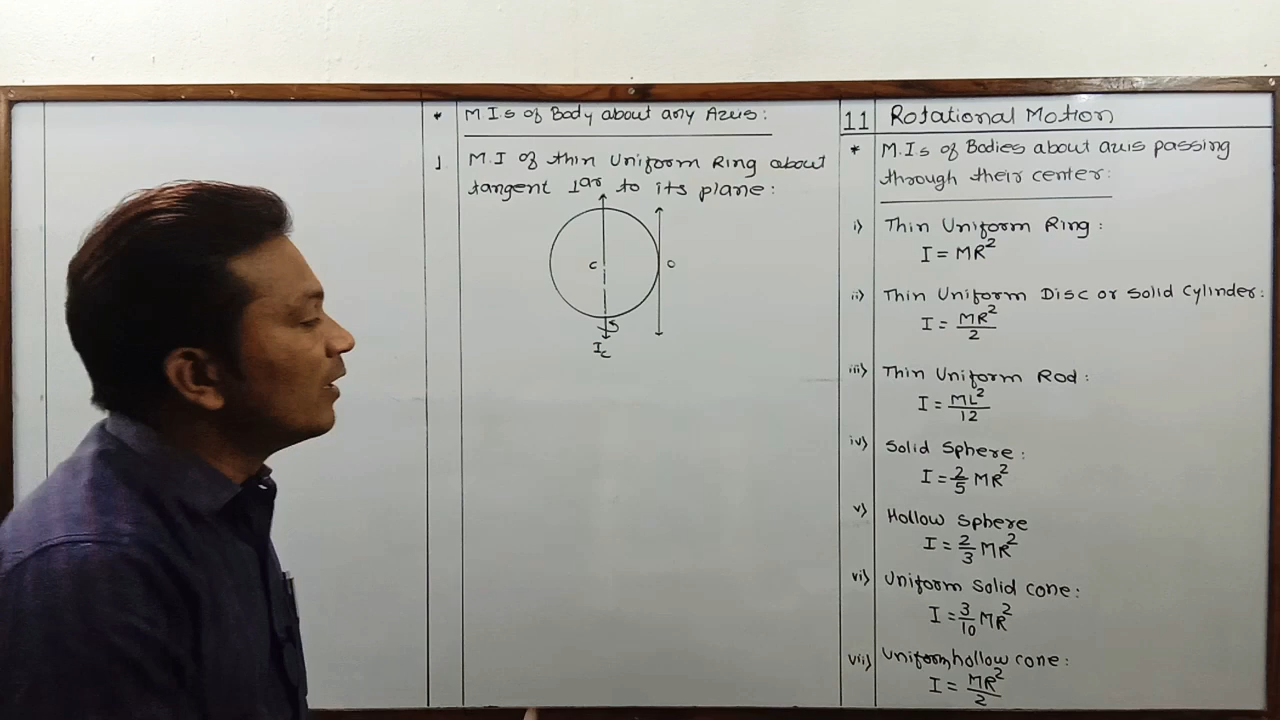 * M I s of Body about any Axis:
1 M.I of thin Uniform Ring about
tangent ⊥ar to its plane:
C O
Ic
11 Rotational Motion
* M.Is of Bodies about axis passing
through their center:
i) Thin Uniform Ring:
I = MR²
ii) Thin Uniform Disc or Solid Cylinder:
I = MR²/2
iii) Thin Uniform Rod:
I = ML²/12
iv) Solid Sphere:
I = 2/5 MR²
v) Hollow Sphere
I = 2/3 MR²
vi) Uniform Solid cone:
I = 3/10 MR²
vii) Uniform hollow cone:
I = MR²/2